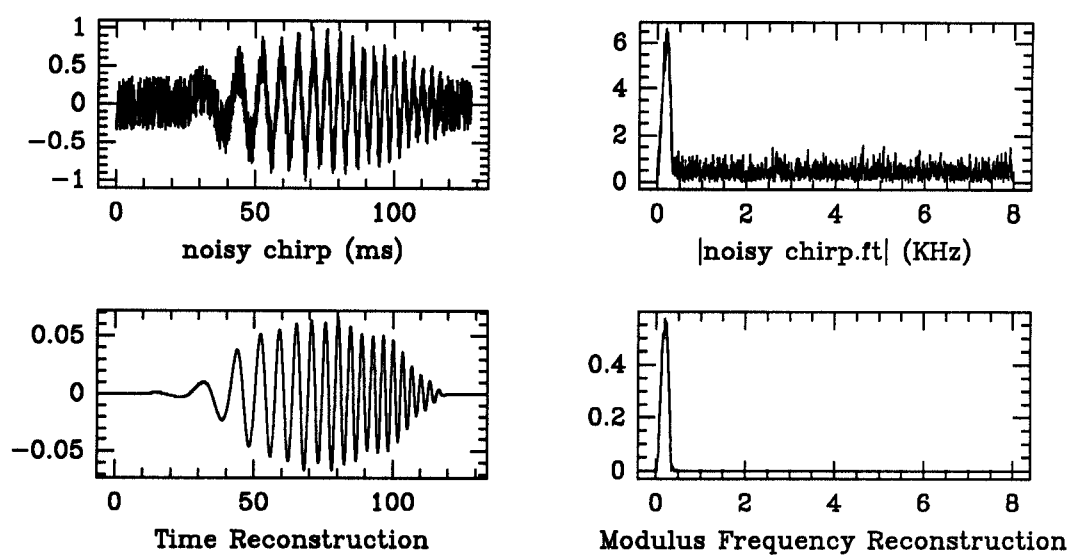 1
0.5
0
−0.5
−1
0 50 100
noisy chirp (ms)
6
4
2
0
0 2 4 6 8
|noisy chirp.ft| (KHz)
0.05
0
−0.05
0 50 100
Time Reconstruction
0.4
0.2
0
0 2 4 6 8
Modulus Frequency Reconstruction